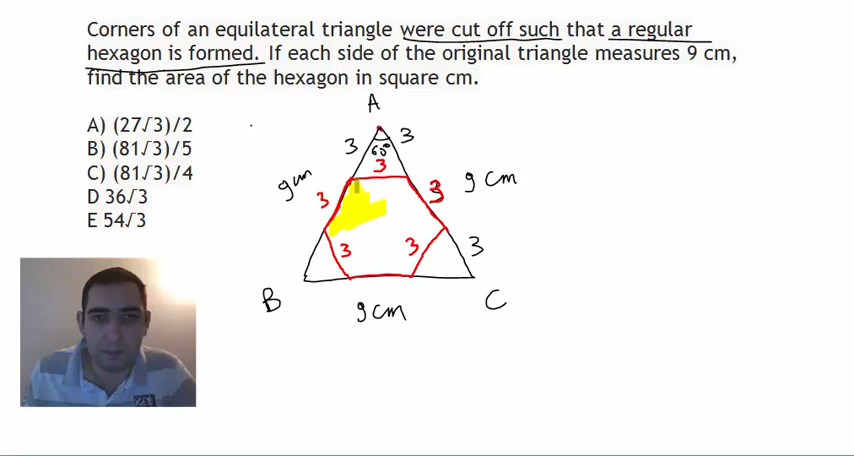 Corners of an equilateral triangle were cut off such that a regular
hexagon is formed. If each side of the original triangle measures 9 cm,
find the area of the hexagon in square cm.
A) (27√3)/2
B) (81√3)/5
C) (81√3)/4
D 36√3
E 54√3
A
3 3
60°
3
9cm 3 3 9 cm
3 3 3
B 9cm C